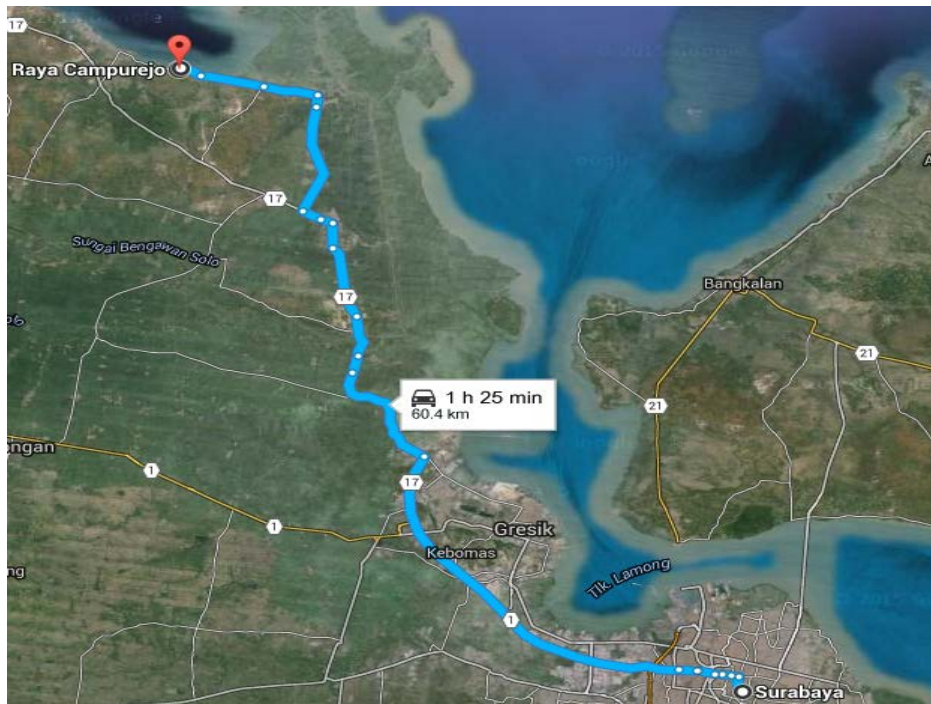 17
Raya Campurejo
17
Sungai Bengawan Solo
Bangkalan
17
21
1 h 25 min
60.4 km
21
ongan
1
17
1
Gresik
Kebomas
ng
Tlk. Lamong
1
Surabaya